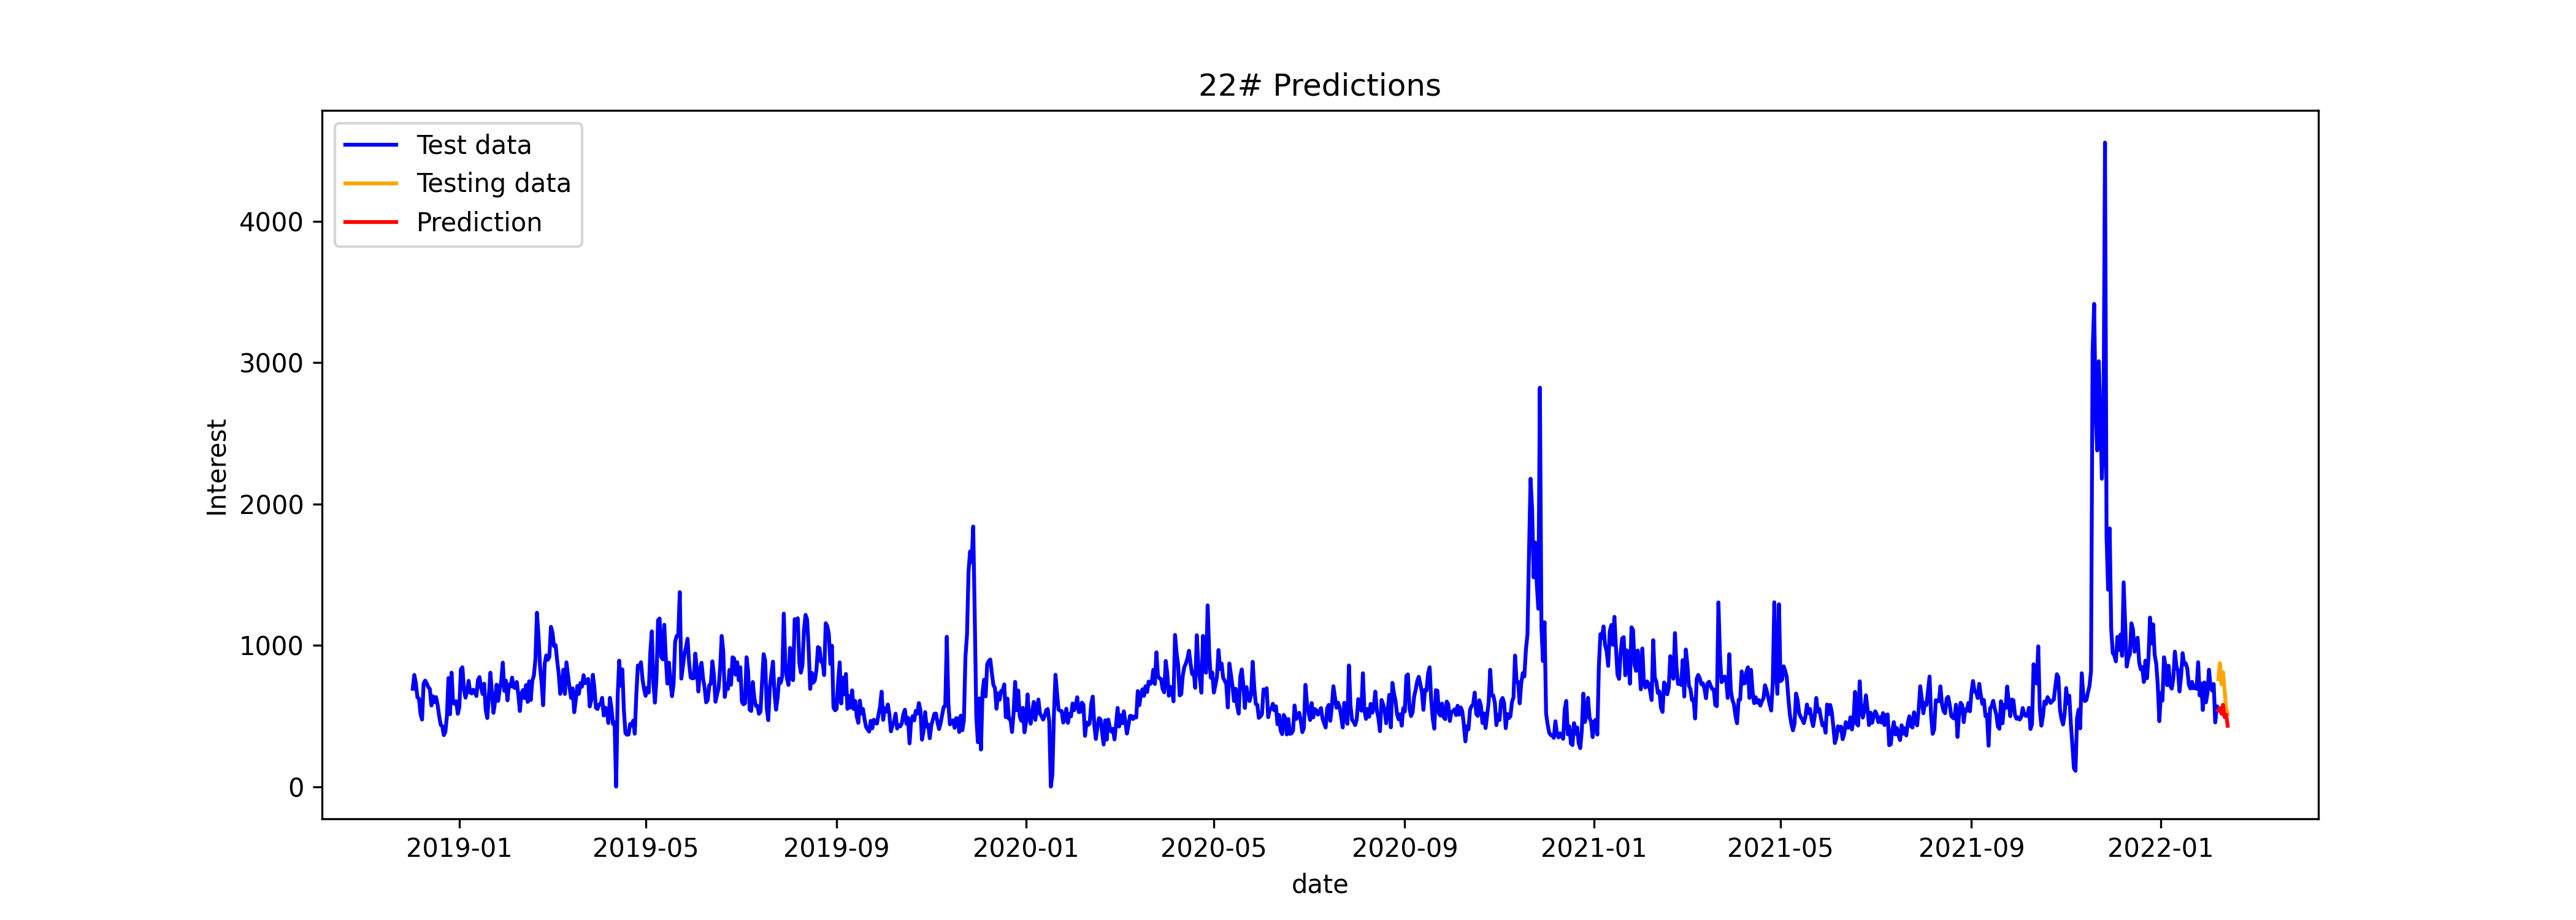 22# Predictions
Test data
Testing data
Prediction
4000
3000
2000
1000
0
Interest
2019-01 2019-05 2019-09 2020-01 2020-05 2020-09 2021-01 2021-05 2021-09 2022-01
date